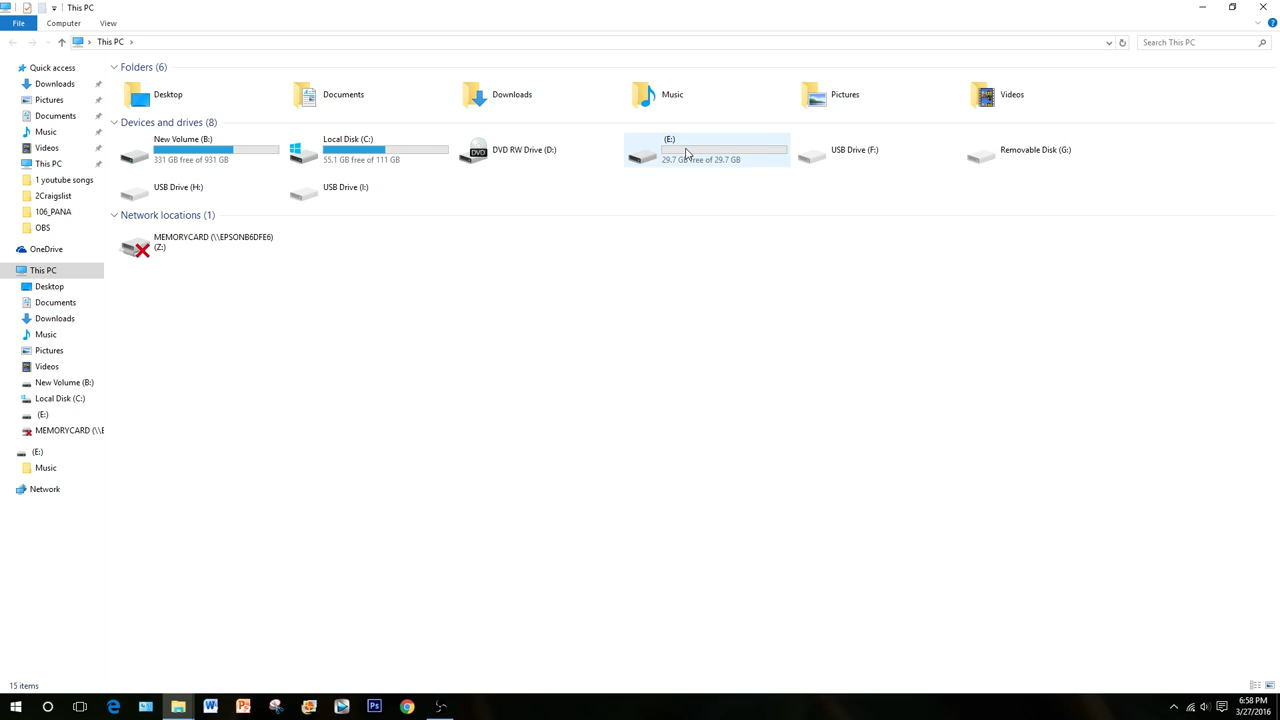 This PC
File
Computer
View
This PC
Search This PC
Quick access
Downloads
Pictures
Documents
Music
Videos
This PC
1 youtube songs
2Craigslist
106_PANA
OBS
OneDrive
This PC
Desktop
Documents
Downloads
Music
Pictures
Videos
New Volume (B:)
Local Disk (C:)
(E:)
MEMORYCARD (\\E
(E:)
Music
Network
Folders (6)
Desktop
Documents
Downloads
Music
Pictures
Videos
Devices and drives (8)
New Volume (B:)
331 GB free of 931 GB
Local Disk (C:)
55.1 GB free of 111 GB
DVD RW Drive (D:)
DVD
(E:)
29.7 GB free of 29.7 GB
USB Drive (F:)
Removable Disk (G:)
USB Drive (H:)
USB Drive (I:)
Network locations (1)
MEMORYCARD (\\EPSONB6DFE6)
(Z:)
15 items
6:58 PM
3/27/2016